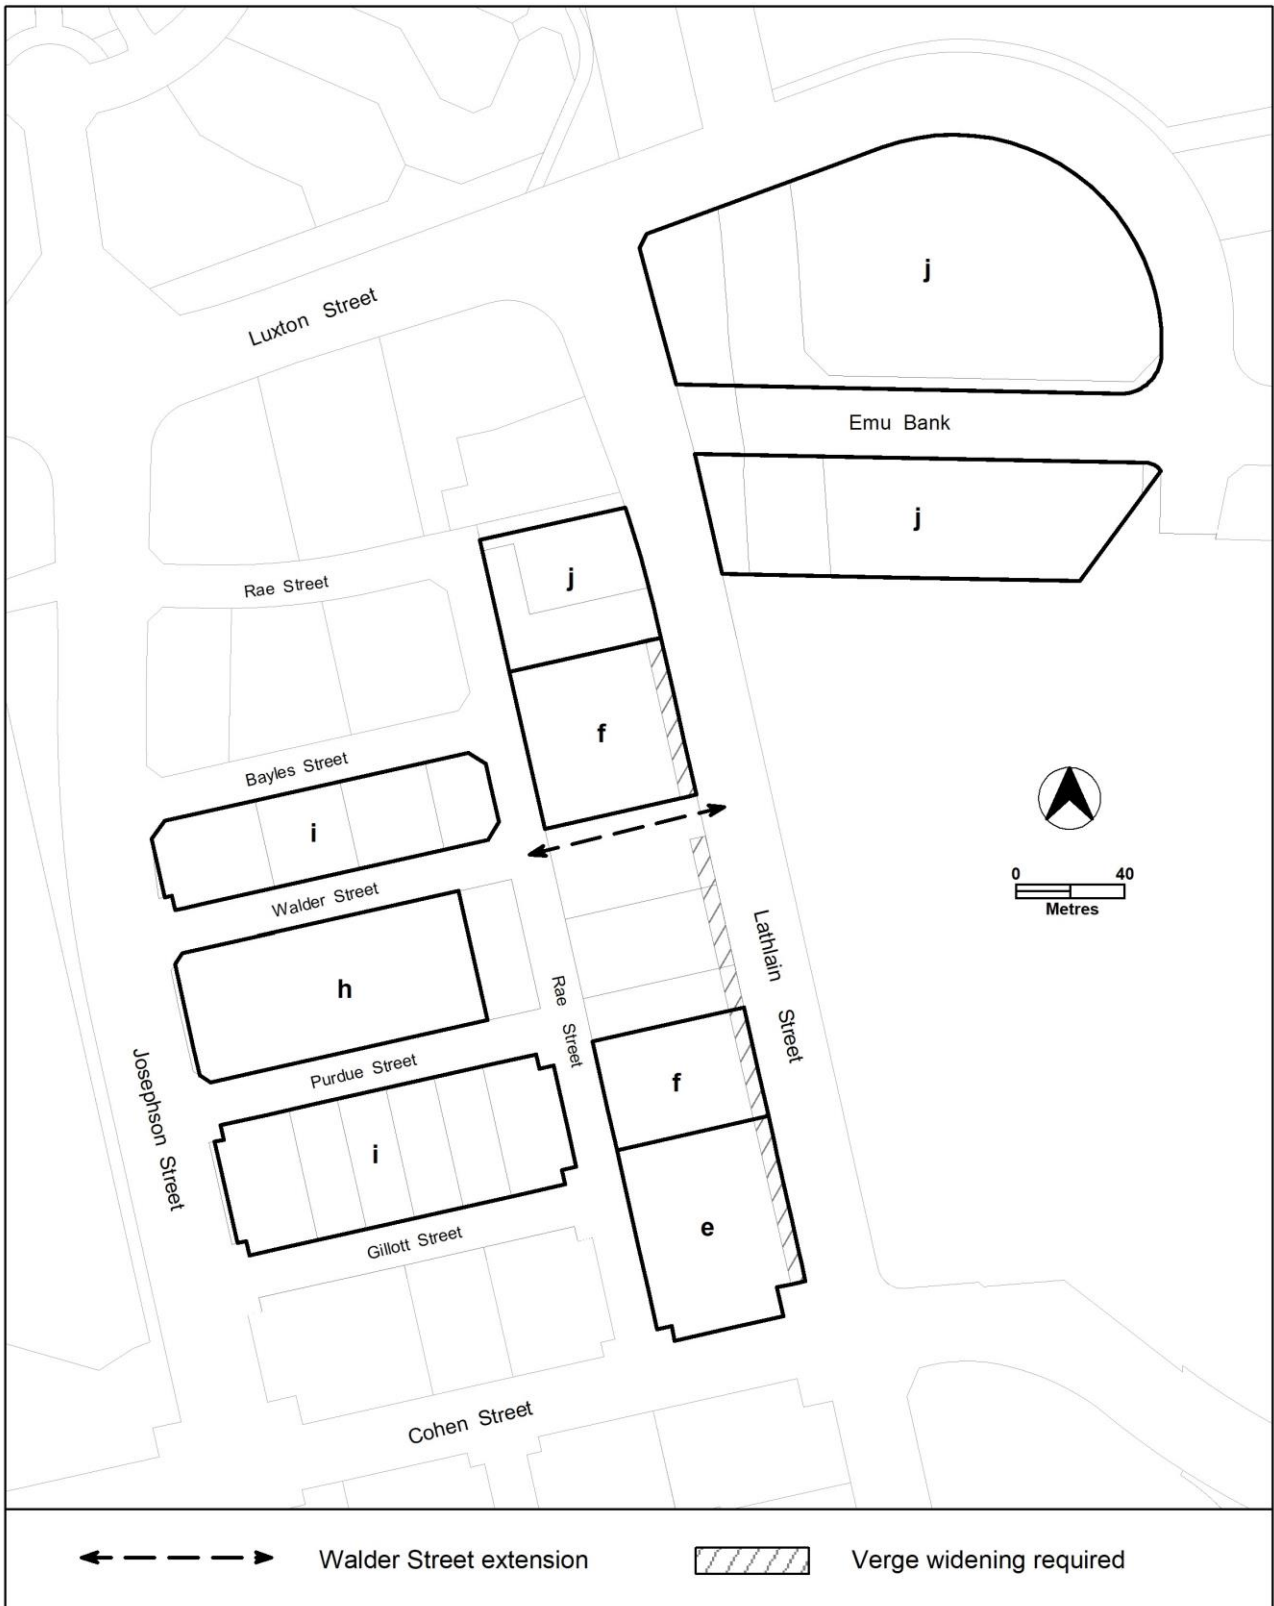 j
Luxton Street
Emu Bank
j
j
Rae Street
f
Bayles Street
i
0 40
Metres
Walder Street
Lathlain Street
h
Rae Street
Purdue Street
f
Josephson Street
i
e
Gillott Street
Cohen Street
Walder Street extension
Verge widening required